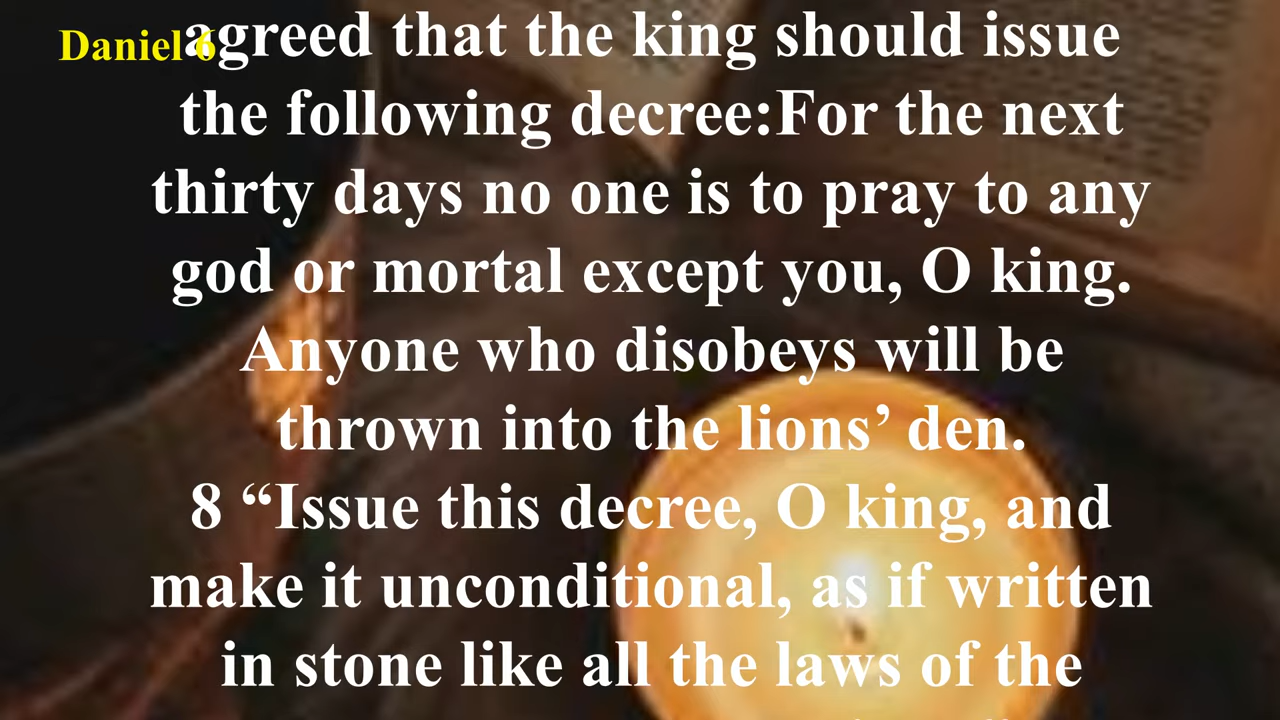 Daniel 6
agreed that the king should issue
the following decree:For the next
thirty days no one is to pray to any
god or mortal except you, O king.
Anyone who disobeys will be
thrown into the lions’ den.
8 “Issue this decree, O king, and
make it unconditional, as if written
in stone like all the laws of the